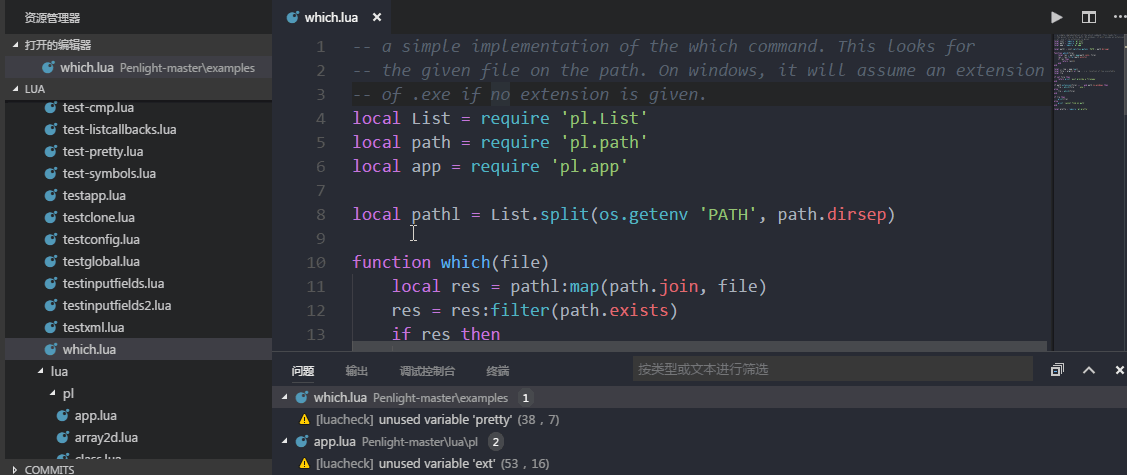 资源管理器
打开的编辑器
which.lua Penlight-master\examples
LUA
test-cmp.lua
test-listcallbacks.lua
test-pretty.lua
test-symbols.lua
testapp.lua
testclone.lua
testconfig.lua
testglobal.lua
testinputfields.lua
testinputfields2.lua
testxml.lua
which.lua
lua
pl
app.lua
array2d.lua
class.lua
COMMITS
which.lua
1 -- a simple implementation of the which command. This looks for
2 -- the given file on the path. On windows, it will assume an extension
3 -- of .exe if no extension is given.
4 local List = require 'pl.List'
5 local path = require 'pl.path'
6 local app = require 'pl.app'
7
8 local pathl = List.split(os.getenv 'PATH', path.dirsep)
9
10 function which(file)
11 local res = pathl:map(path.join, file)
12 res = res:filter(path.exists)
13 if res then
问题 输出 调试控制台 终端 按类型或文本进行筛选
which.lua Penlight-master\examples 1
[luacheck] unused variable 'pretty' (38 , 7)
app.lua Penlight-master\lua\pl 2
[luacheck] unused variable 'ext' (53 , 16)